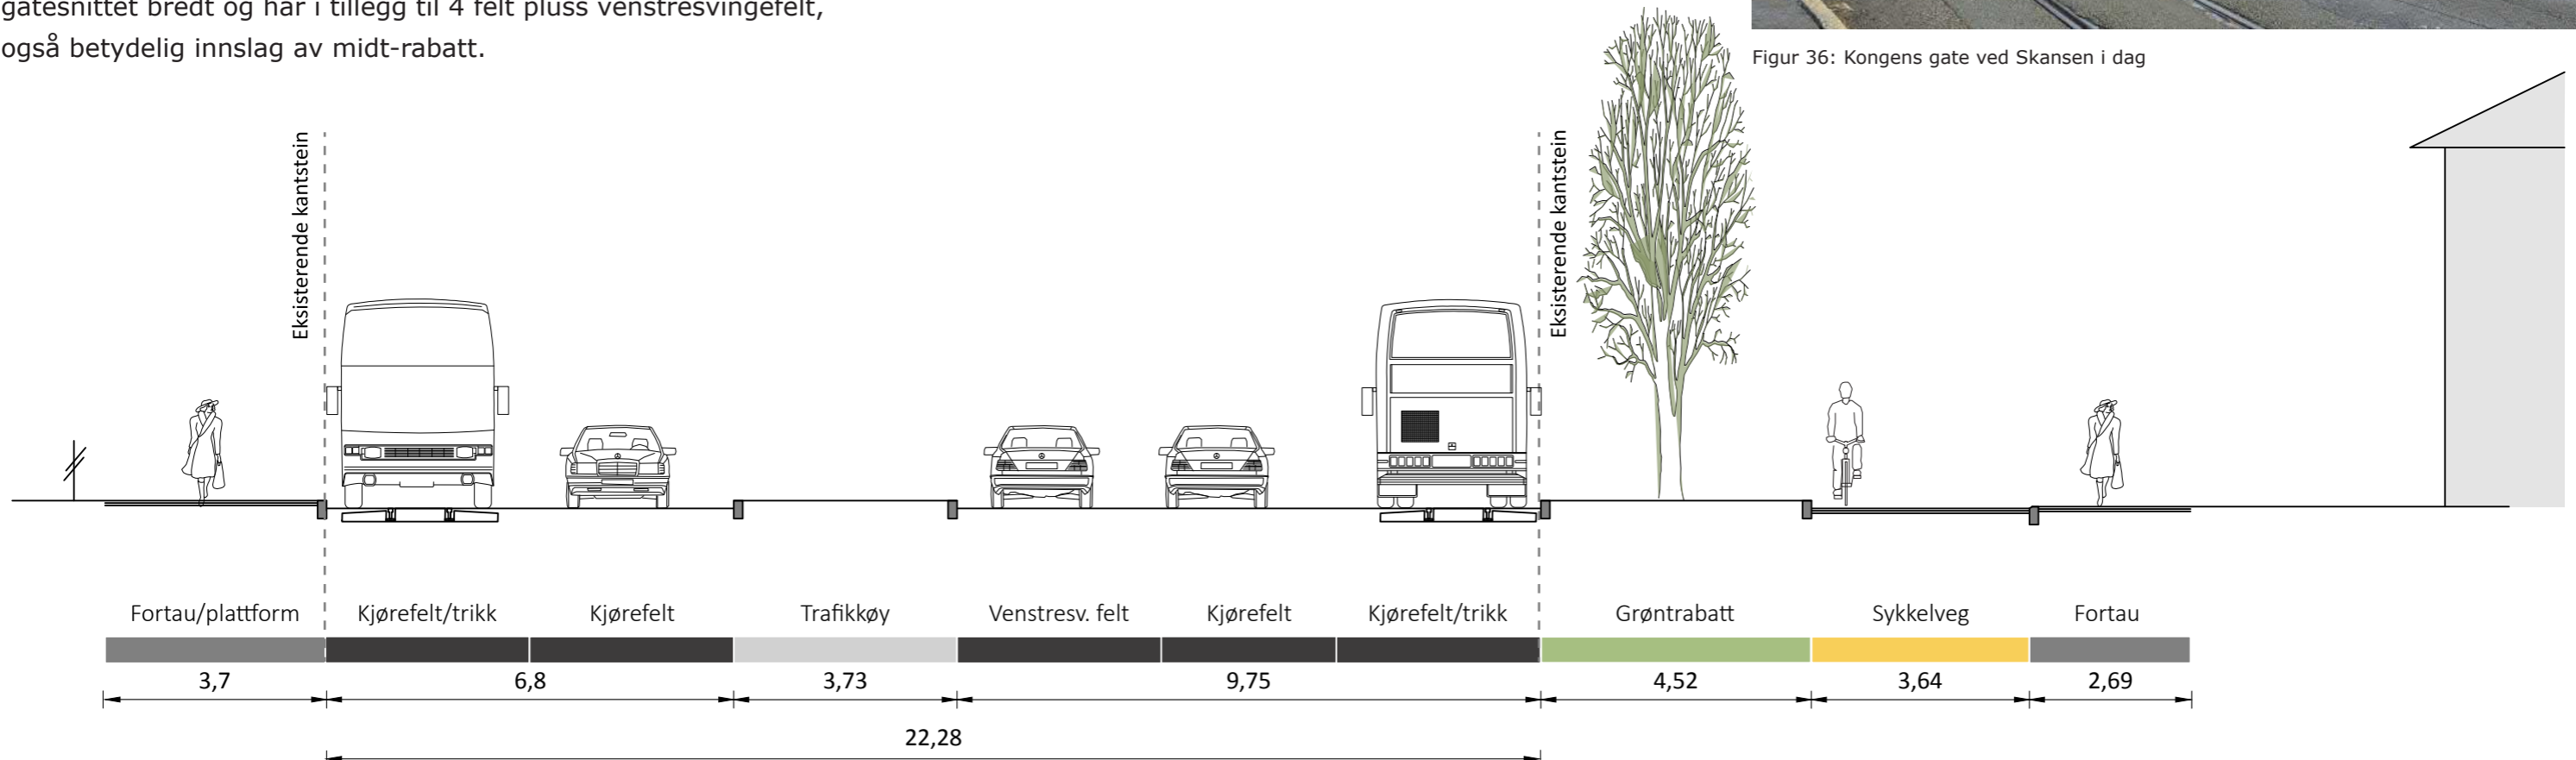 gatesnittet bredt og har i tillegg til 4 felt pluss venstresvingefelt,
også betydelig innslag av midt-rabatt.
Figur 36: Kongens gate ved Skansen i dag
Eksisterende kantstein
Eksisterende kantstein
Fortau/plattform Kjørefelt/trikk Kjørefelt Trafikkøy Venstresv. felt Kjørefelt Kjørefelt/trikk Grøntrabatt Sykkelveg Fortau
3,7 6,8 3,73 9,75 4,52 3,64 2,69
22,28